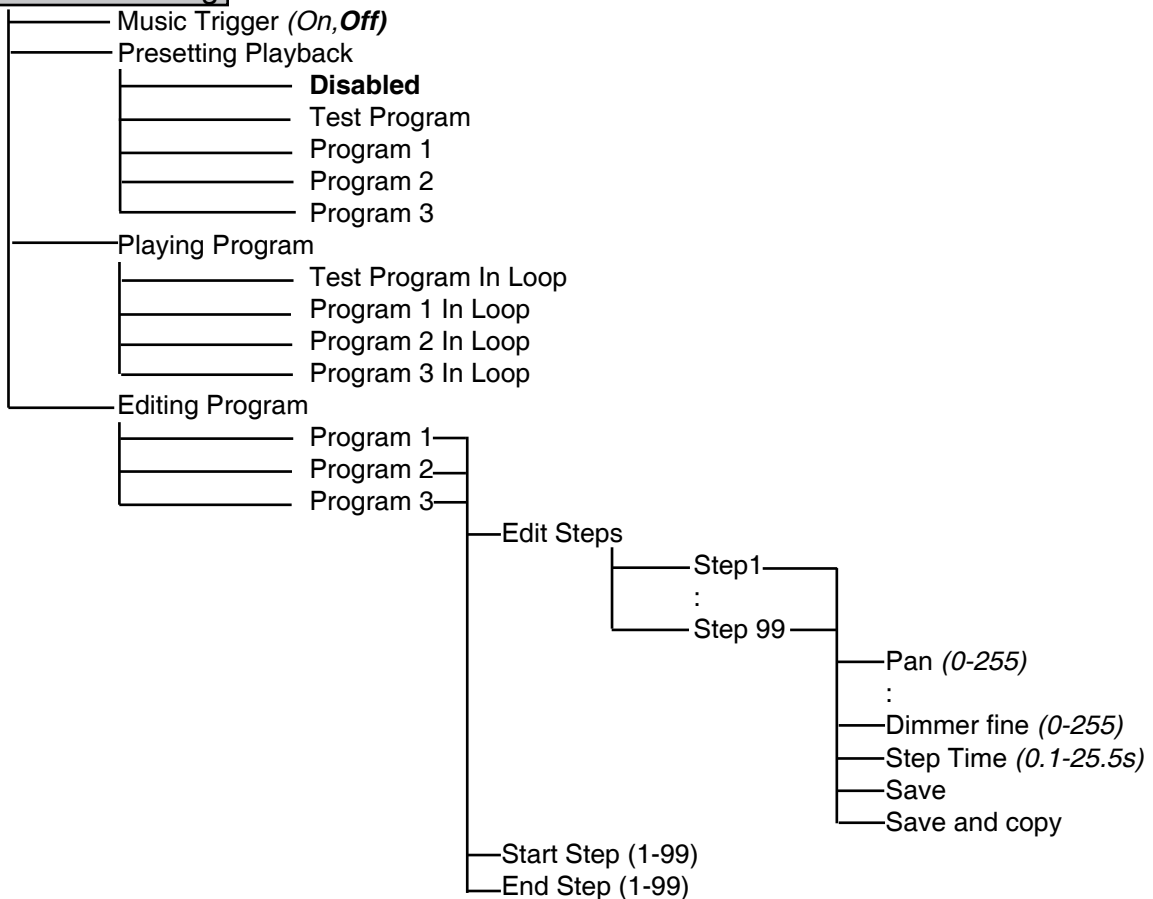 Music Trigger (On,Off)
Presetting Playback
Disabled
Test Program
Program 1
Program 2
Program 3
Playing Program
Test Program In Loop
Program 1 In Loop
Program 2 In Loop
Program 3 In Loop
Editing Program
Program 1
Program 2
Program 3
Edit Steps
Step1
:
Step 99
Pan (0-255)
:
Dimmer fine (0-255)
Step Time (0.1-25.5s)
Save
Save and copy
Start Step (1-99)
End Step (1-99)